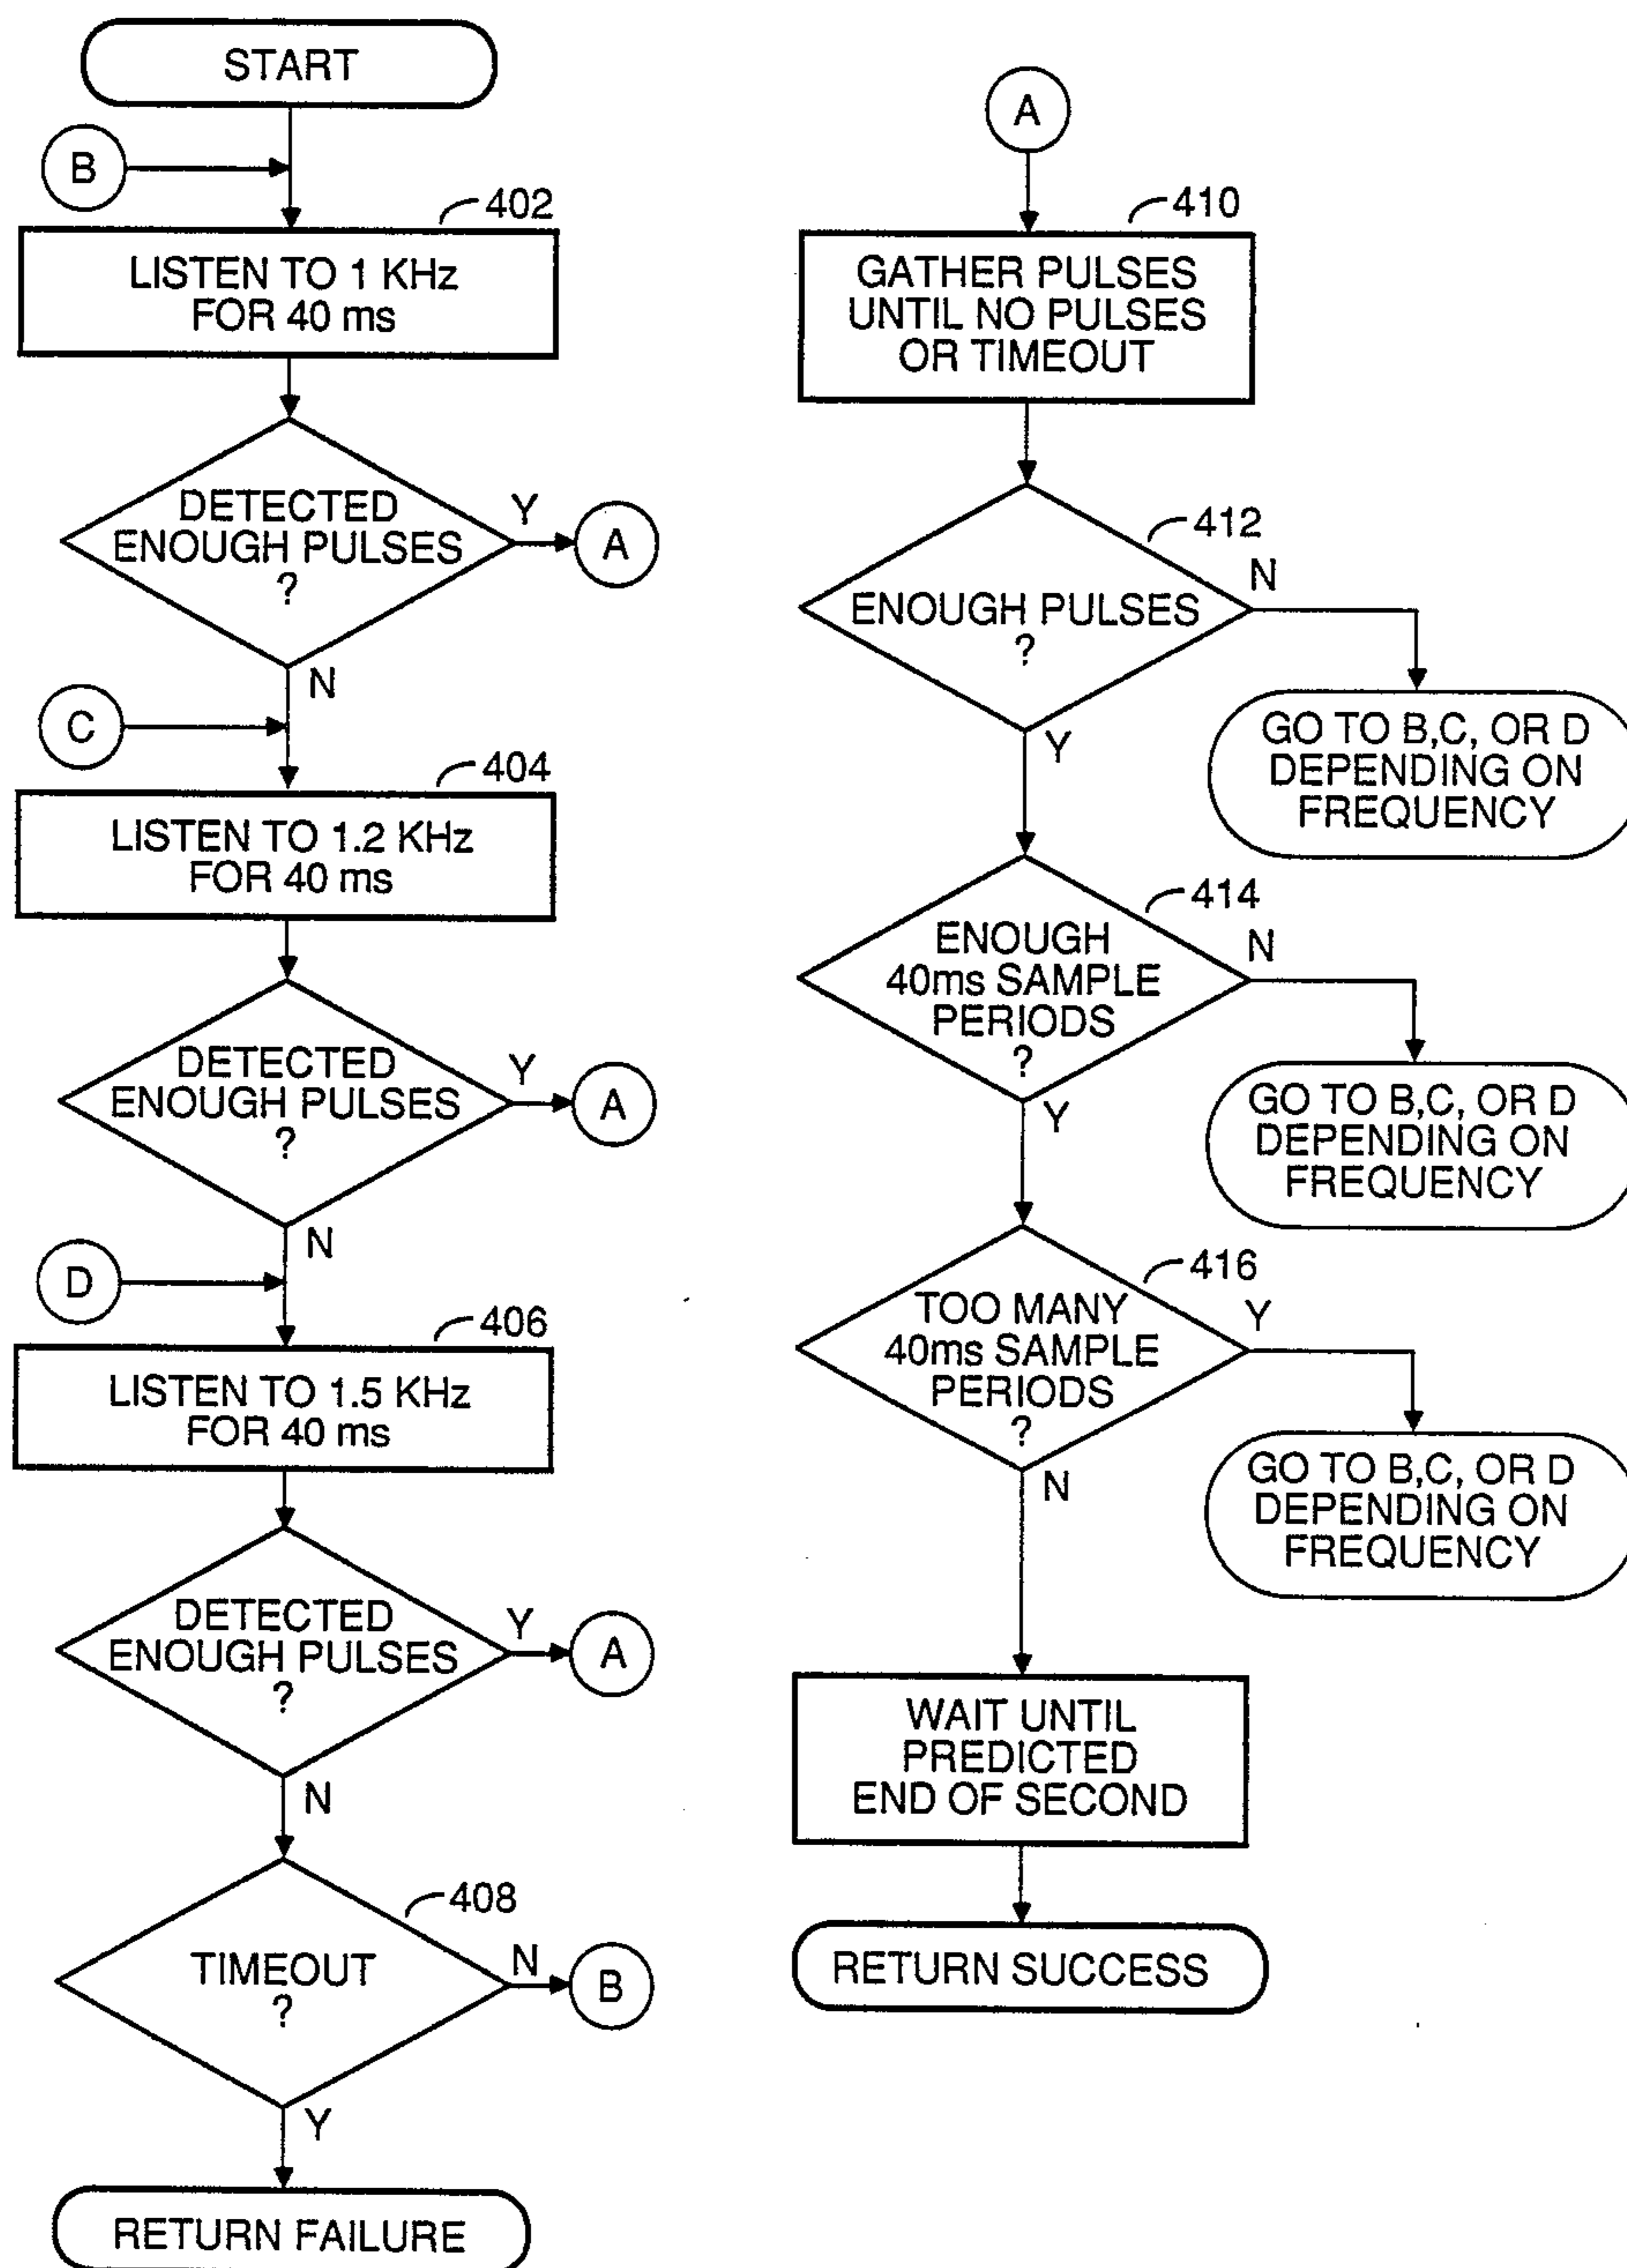 START
B
402
LISTEN TO 1 KHz
FOR 40 ms
DETECTED
ENOUGH PULSES
?
Y
A
N
C
404
LISTEN TO 1.2 KHz
FOR 40 ms
DETECTED
ENOUGH PULSES
?
Y
A
N
D
406
LISTEN TO 1.5 KHz
FOR 40 ms
DETECTED
ENOUGH PULSES
?
Y
A
N
408
TIMEOUT
?
N
B
Y
RETURN FAILURE
A
410
GATHER PULSES
UNTIL NO PULSES
OR TIMEOUT
412
ENOUGH PULSES
?
N
GO TO B,C, OR D
DEPENDING ON
FREQUENCY
Y
414
ENOUGH
40ms SAMPLE
PERIODS
?
N
GO TO B,C, OR D
DEPENDING ON
FREQUENCY
Y
416
TOO MANY
40ms SAMPLE
PERIODS
?
Y
GO TO B,C, OR D
DEPENDING ON
FREQUENCY
N
WAIT UNTIL
PREDICTED
END OF SECOND
RETURN SUCCESS